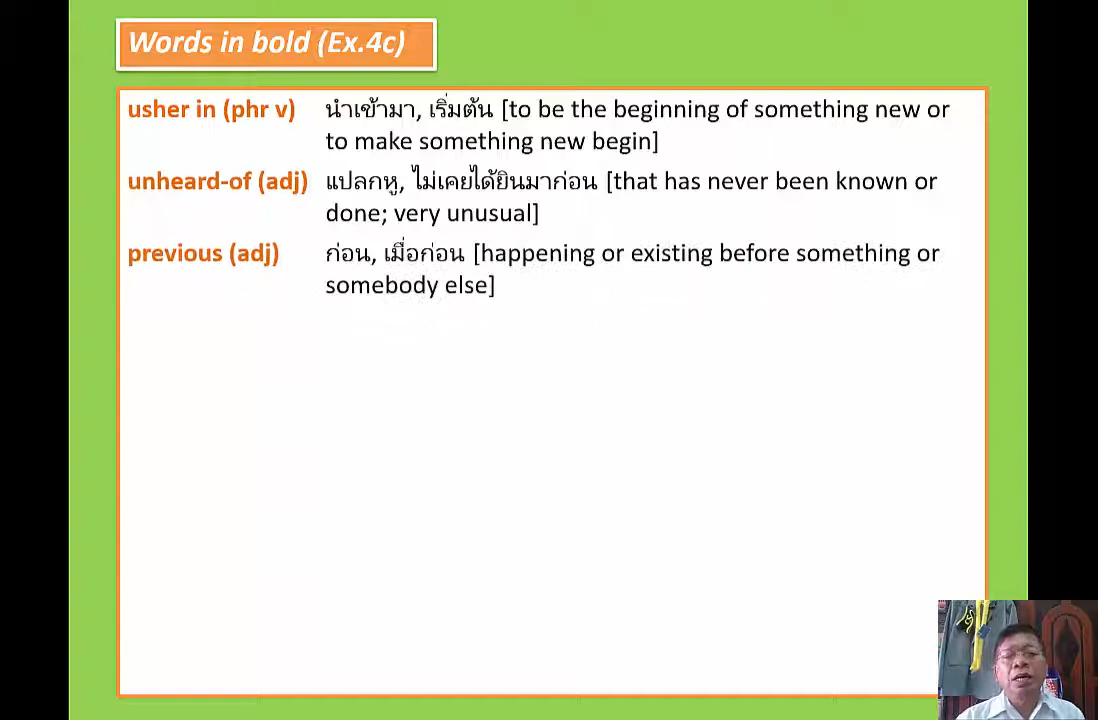 Words in bold (Ex.4c)
usher in (phr v) นำเข้ามา, เริ่มต้น [to be the beginning of something new or
to make something new begin]
unheard-of (adj) แปลกหู, ไม่เคยได้ยินมาก่อน [that has never been known or
done; very unusual]
previous (adj) ก่อน, เมื่อก่อน [happening or existing before something or
somebody else]